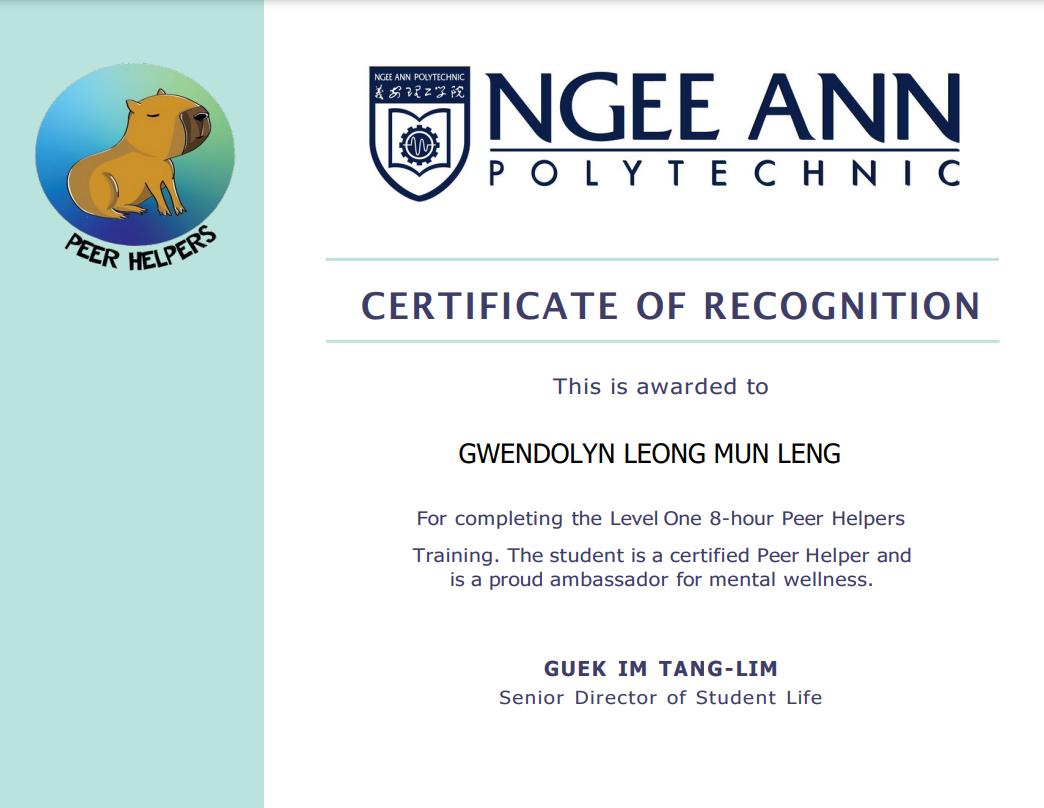 PEER HELPERS
NGEE ANN POLYTECHNIC
義安理工学院
NGEE ANN
POLYTECHNIC
CERTIFICATE OF RECOGNITION
This is awarded to
GWENDOLYN LEONG MUN LENG
For completing the Level One 8-hour Peer Helpers
Training. The student is a certified Peer Helper and
is a proud ambassador for mental wellness.
GUEK IM TANG-LIM
Senior Director of Student Life